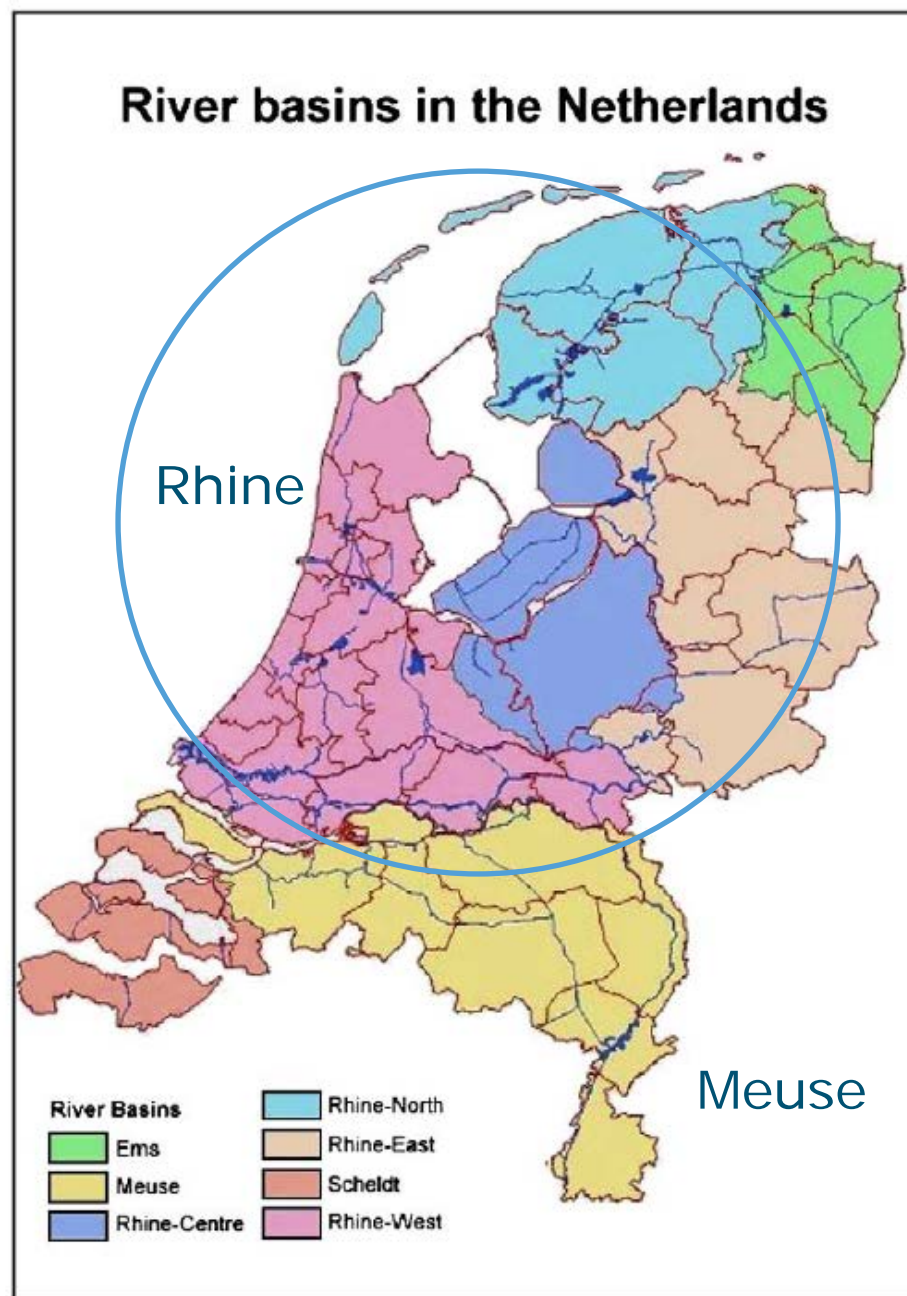 River basins in the Netherlands
Rhine
Meuse
River Basins
Ems
Meuse
Rhine-Centre
Rhine-North
Rhine-East
Scheldt
Rhine-West